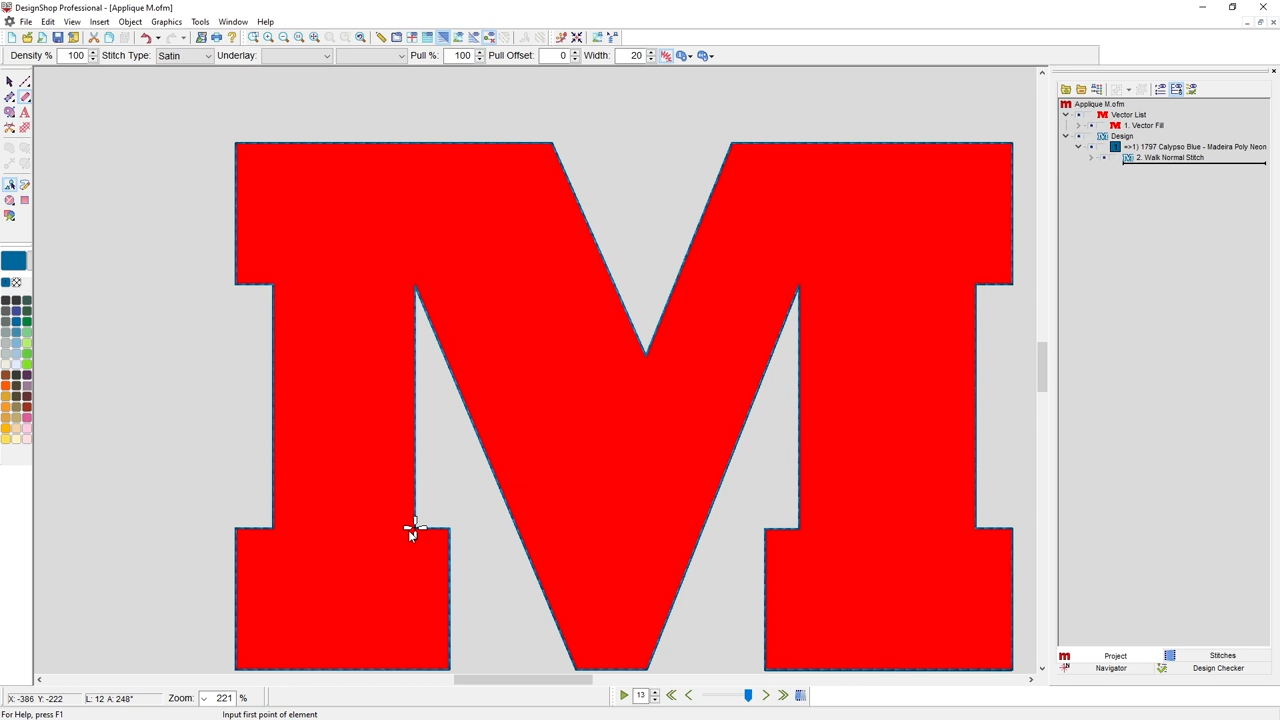 DesignShop Professional - [Applique M.ofm]
File Edit View Insert Object Graphics Tools Window Help
Density % 100 Stitch Type: Satin Underlay: Pull %: 100 Pull Offset: 0 Width: 20
Applique M.ofm
Vector List
1. Vector Fill
Design
=>1) 1797 Calypso Blue - Madeira Poly Neon
2. Walk Normal Stitch
Project Stitches
Navigator Design Checker
X: -386 Y: -222 L: 12 A: 248° Zoom: 221 % 13
For Help, press F1 Input first point of element